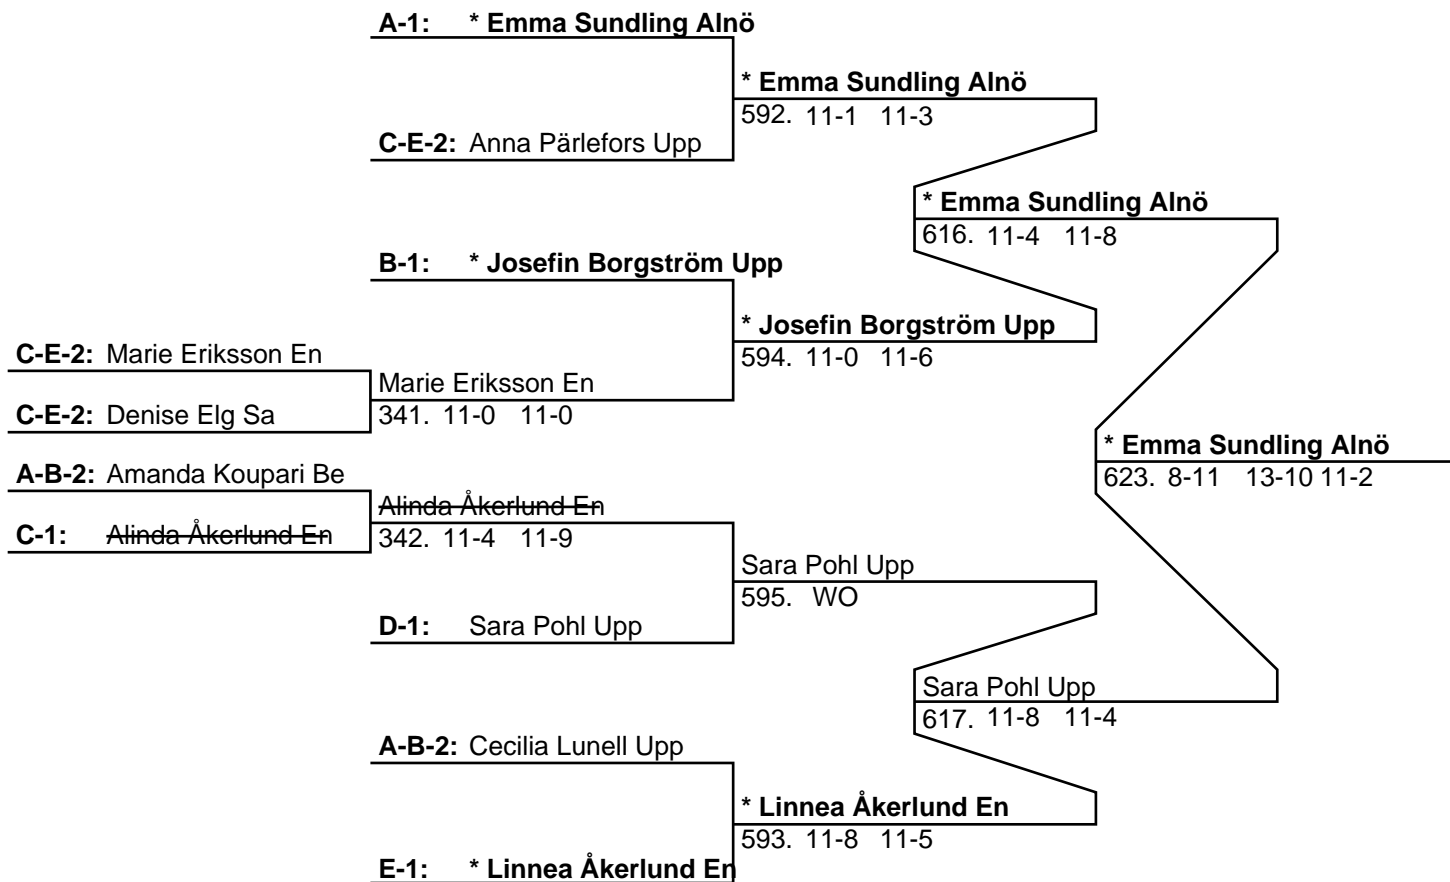 A-1: * Emma Sundling Alnö
* Emma Sundling Alnö
592. 11-1 11-3
C-E-2: Anna Pärlefors Upp
* Emma Sundling Alnö
616. 11-4 11-8
B-1: * Josefin Borgström Upp
* Josefin Borgström Upp
594. 11-0 11-6
C-E-2: Marie Eriksson En
Marie Eriksson En
341. 11-0 11-0
C-E-2: Denise Elg Sa
* Emma Sundling Alnö
623. 8-11 13-10 11-2
A-B-2: Amanda Koupari Be
Alinda Åkerlund En
342. 11-4 11-9
C-1: Alinda Åkerlund En
Sara Pohl Upp
595. WO
D-1: Sara Pohl Upp
Sara Pohl Upp
617. 11-8 11-4
A-B-2: Cecilia Lunell Upp
* Linnea Åkerlund En
593. 11-8 11-5
E-1: * Linnea Åkerlund En